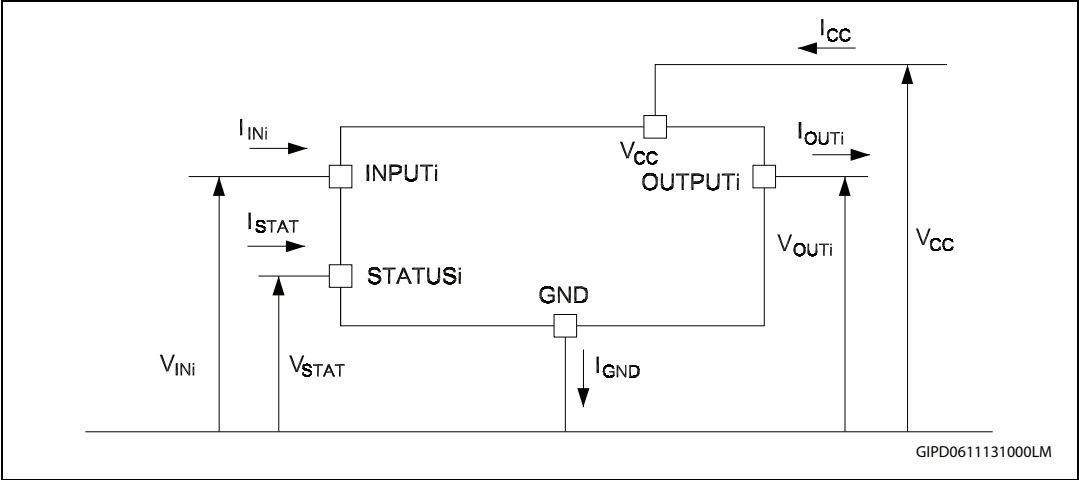 ICC
IINi
VCC
IOUTi
INPUTi
OUTPUTi
ISTAT
VOUTi
VCC
STATUSi
GND
VINi
VSTAT
IGND
GIPD0611131000LM